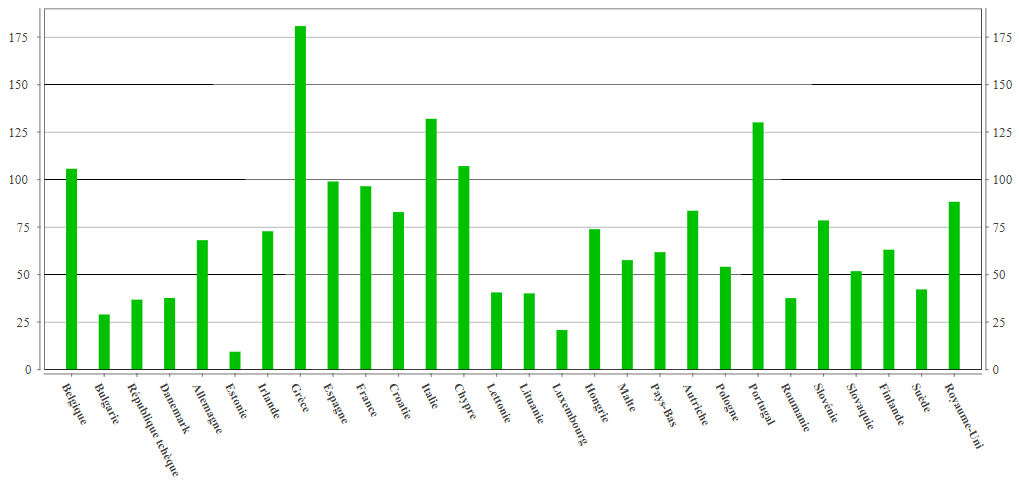 175 175
150 150
125 125
100 100
75 75
50 50
25 25
0 0
Belgique
Bulgarie
République tchèque
Danemark
Allemagne
Estonie
Irlande
Grèce
Espagne
France
Croatie
Italie
Chypre
Lettonie
Lituanie
Luxembourg
Hongrie
Malte
Pays-Bas
Autriche
Pologne
Portugal
Roumanie
Slovénie
Slovaquie
Finlande
Suède
Royaume-Uni